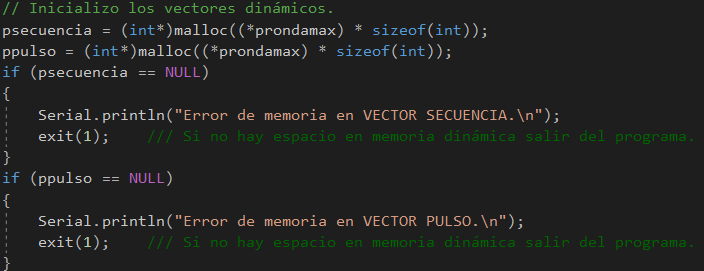 // Inicializo los vectores dinámicos.
psecuencia = (int*)malloc((*prondamax) * sizeof(int));
ppulso = (int*)malloc((*prondamax) * sizeof(int));
if (psecuencia == NULL)
{
    Serial.println("Error de memoria en VECTOR SECUENCIA.\n");
    exit(1);    /// Si no hay espacio en memoria dinámica salir del programa.
}
if (ppulso == NULL)
{
    Serial.println("Error de memoria en VECTOR PULSO.\n");
    exit(1);    /// Si no hay espacio en memoria dinámica salir del programa.
}